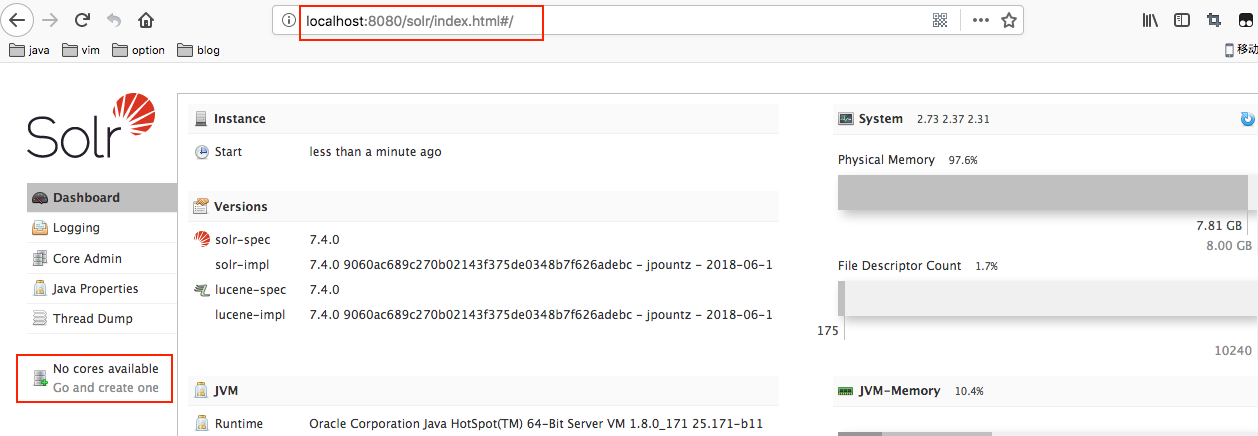 localhost:8080/solr/index.html#/
java vim option blog 移动
Solr
Dashboard
Logging
Core Admin
Java Properties
Thread Dump
No cores available
Go and create one
Instance
Start less than a minute ago
Versions
solr-spec 7.4.0
solr-impl 7.4.0 9060ac689c270b02143f375de0348b7f626adebc - jpountz - 2018-06-1
lucene-spec 7.4.0
lucene-impl 7.4.0 9060ac689c270b02143f375de0348b7f626adebc - jpountz - 2018-06-1
JVM
Runtime Oracle Corporation Java HotSpot(TM) 64-Bit Server VM 1.8.0_171 25.171-b11
System 2.73 2.37 2.31
Physical Memory 97.6%
7.81 GB
8.00 GB
File Descriptor Count 1.7%
175
10240
JVM-Memory 10.4%